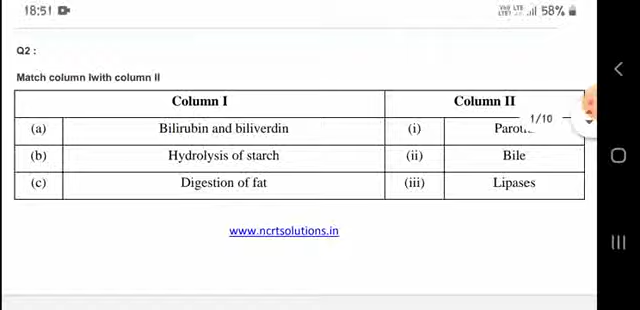 18:51 58%
Q2 :
Match column Iwith column II
Column I Column II
(a) Bilirubin and biliverdin (i)
1/10
(b) Hydrolysis of starch (ii) Bile
(c) Digestion of fat (iii) Lipases
www.ncrtsolutions.in